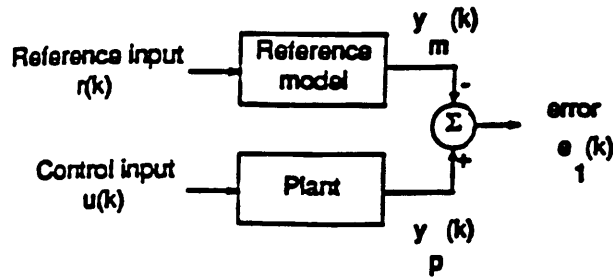 y (k)
m
Reference input
r(k)
Reference
model
-
Σ
error
e (k)
1
+
Control input
u(k)
Plant
y (k)
p